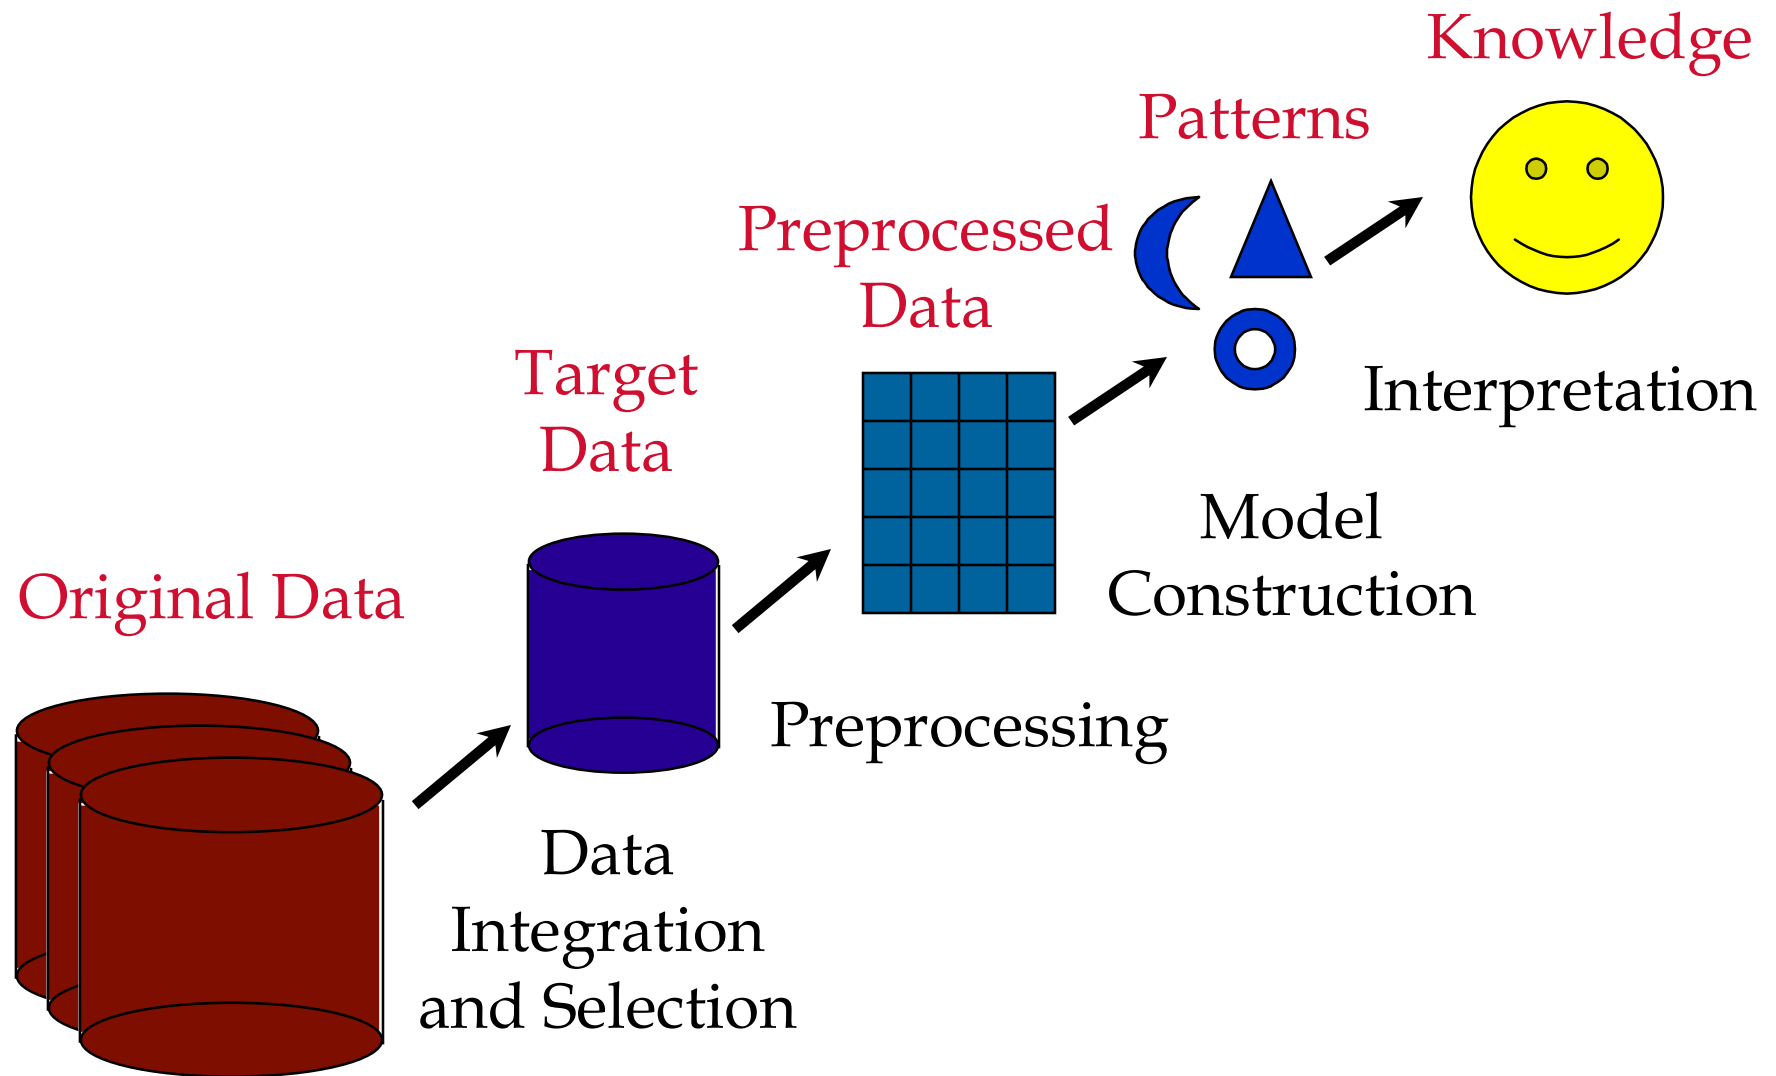 Knowledge
Patterns
Preprocessed
Data
Target
Data
Original Data
Interpretation
Model
Construction
Preprocessing
Data
Integration
and Selection